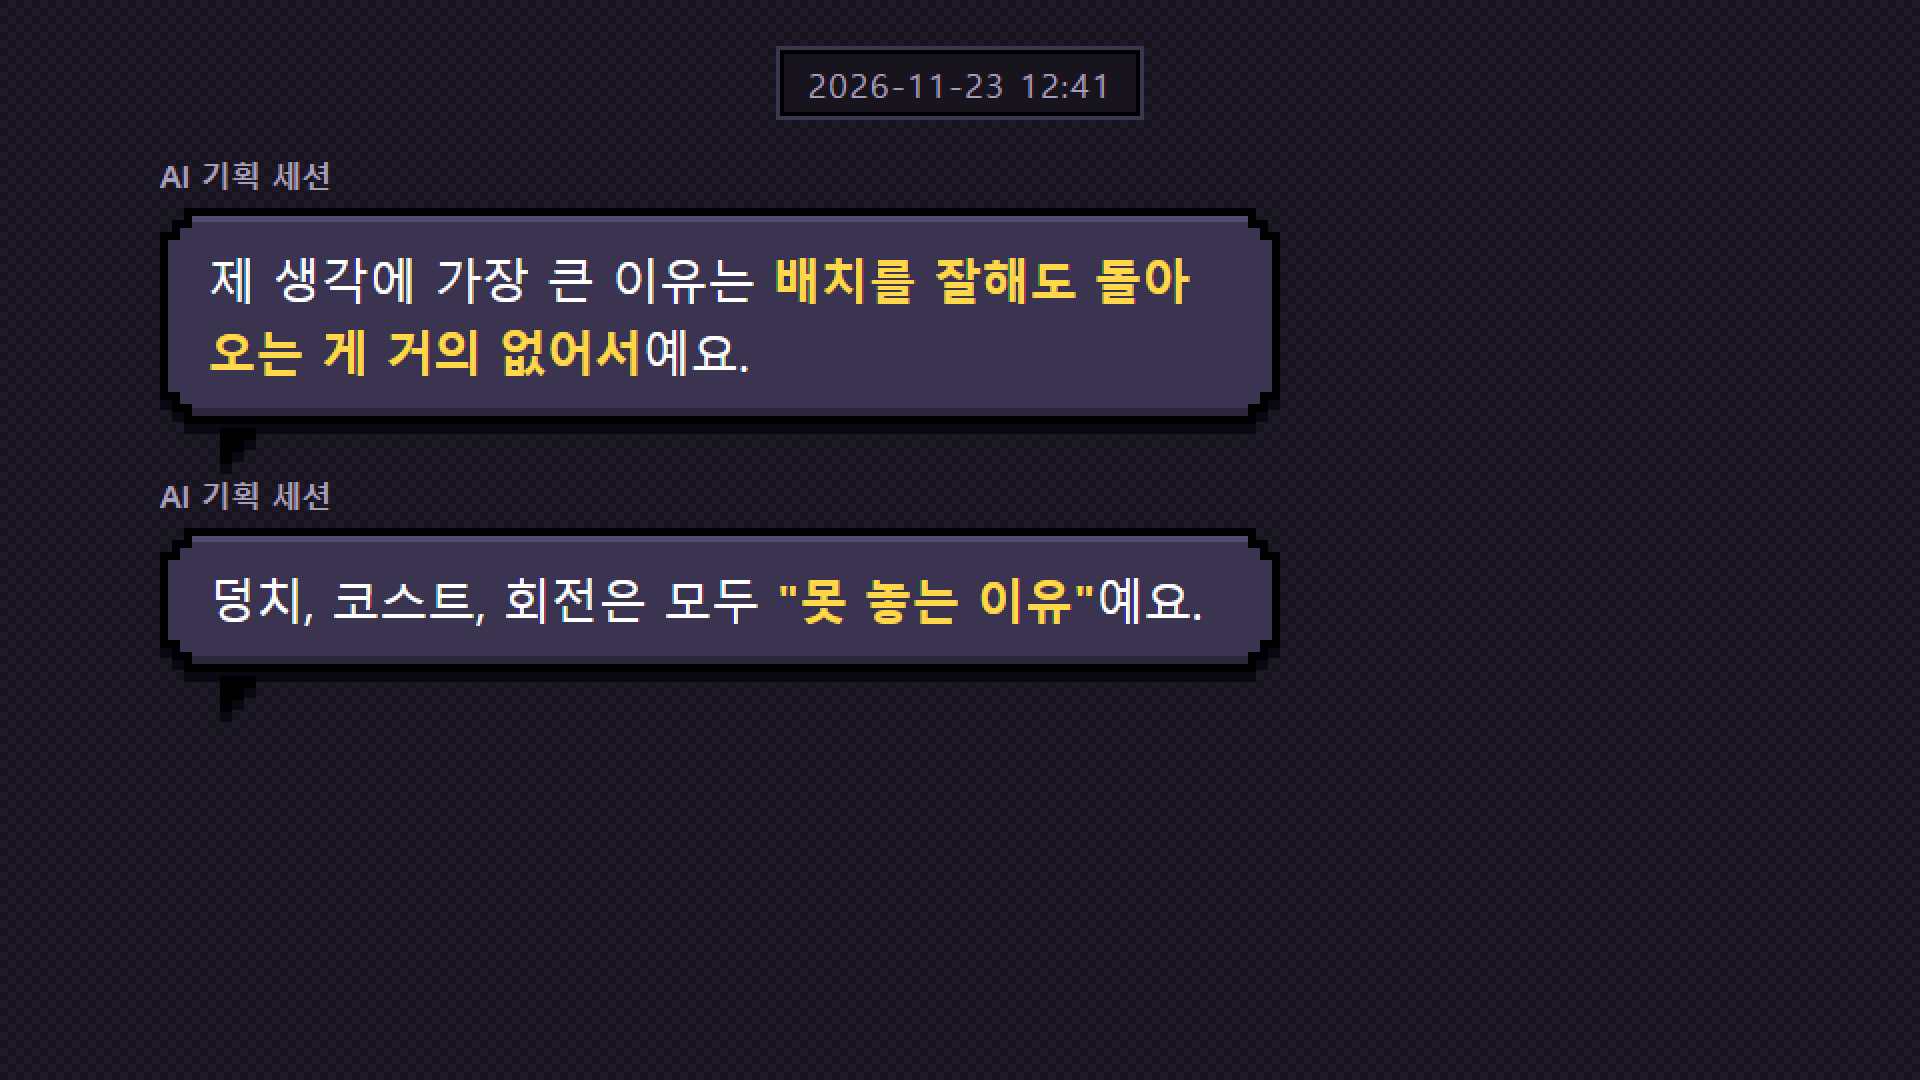 2026-11-23 12:41
AI 기획 세션
제 생각에 가장 큰 이유는 배치를 잘해도 돌아
오는 게 거의 없어서예요.
AI 기획 세션
덩치, 코스트, 회전은 모두 "못 놓는 이유"예요.